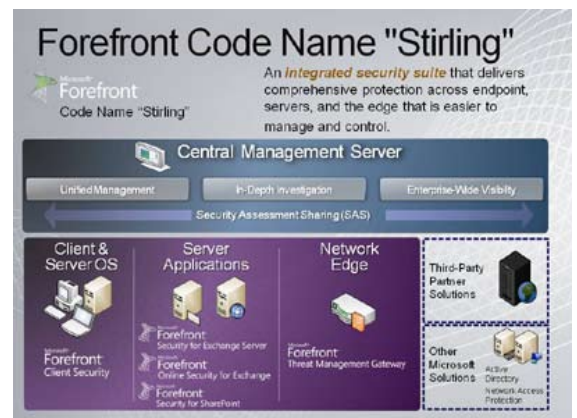 Forefront Code Name "Stirling"
Microsoft
Forefront
Code Name "Stirling"
An integrated security suite that delivers
comprehensive protection across endpoint,
servers, and the edge that is easier to
manage and control.
Central Management Server
Unified Management
In-Depth Investigation
Enterprise-Wide Visibility
Security Assessment Sharing (SAS)
Client &
Server OS
Microsoft
Forefront
Client Security
Server
Applications
Microsoft
Forefront
Security for Exchange Server
Microsoft
Forefront
Online Security for Exchange
Microsoft
Forefront
Security for SharePoint
Network
Edge
Microsoft
Forefront
Threat Management Gateway
Third-Party
Partner
Solutions
Other
Microsoft
Solutions
Active
Directory
Network Access
Protection